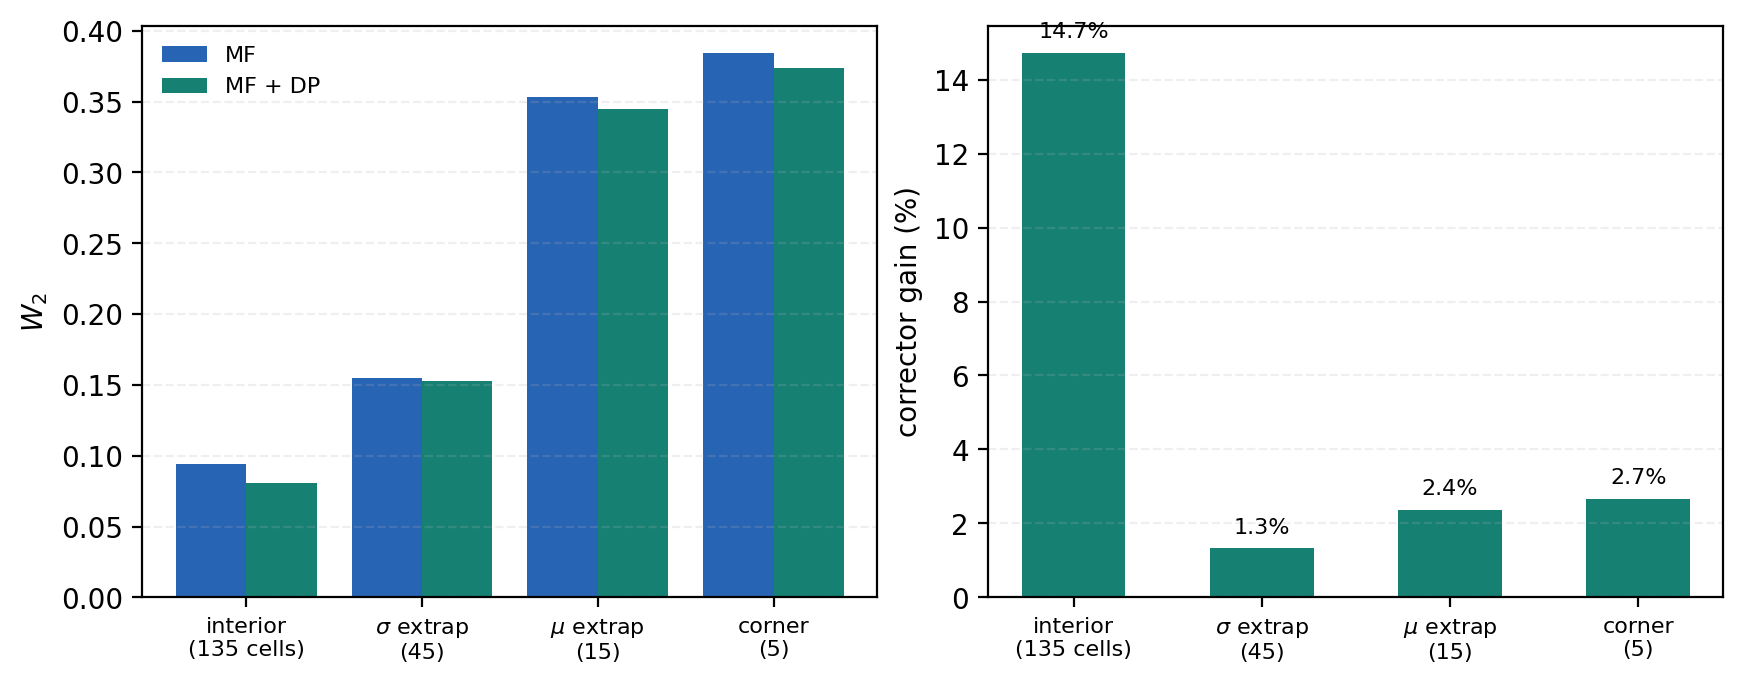 0.40
0.35
0.30
0.25
0.20
0.15
0.10
0.05
0.00
W₂
MF
MF + DP
interior
(135 cells)
σ extrap
(45)
μ extrap
(15)
corner
(5)
14
12
10
8
6
4
2
0
corrector gain (%)
14.7%
1.3%
2.4%
2.7%
interior
(135 cells)
σ extrap
(45)
μ extrap
(15)
corner
(5)